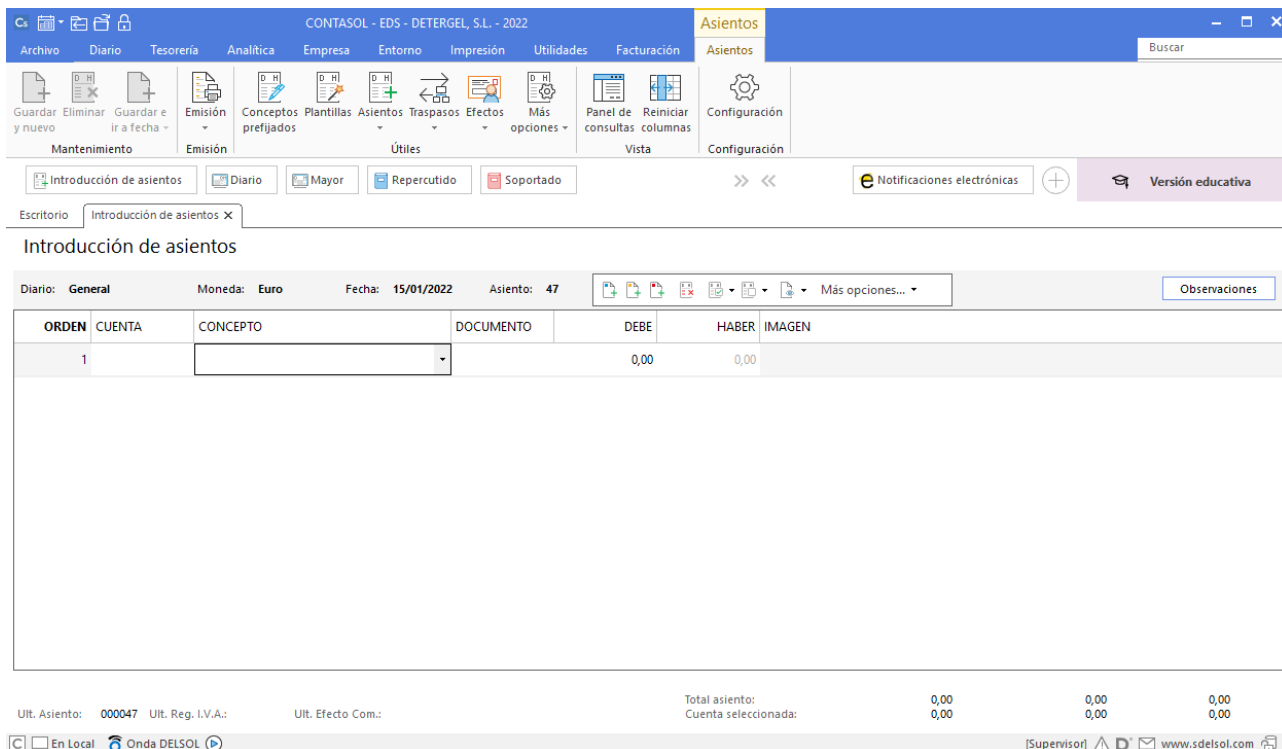 Cs CONTASOL - EDS - DETERGEL, S.L. - 2022 Asientos
Archivo Diario Tesorería Analítica Empresa Entorno Impresión Utilidades Facturación Asientos Buscar
D H D H D H D H D H
Guardar Eliminar Guardar e Emisión Conceptos Plantillas Asientos Traspasos Efectos Más Panel de Reiniciar Configuración
y nuevo ir a fecha prefijados opciones consultas columnas
Mantenimiento Emisión Útiles Vista Configuración
Introducción de asientos Diario Mayor Repercutido Soportado e Notificaciones electrónicas Versión educativa
Escritorio Introducción de asientos
Introducción de asientos
Diario: General Moneda: Euro Fecha: 15/01/2022 Asiento: 47 Más opciones... Observaciones
ORDEN CUENTA CONCEPTO DOCUMENTO DEBE HABER IMAGEN
1 0,00 0,00
Total asiento: 0,00 0,00 0,00
Ult. Asiento: 000047 Ult. Reg. I.V.A.: Ult. Efecto Com.: Cuenta seleccionada: 0,00 0,00 0,00
C En Local Onda DELSOL [Supervisor] D www.sdelsol.com